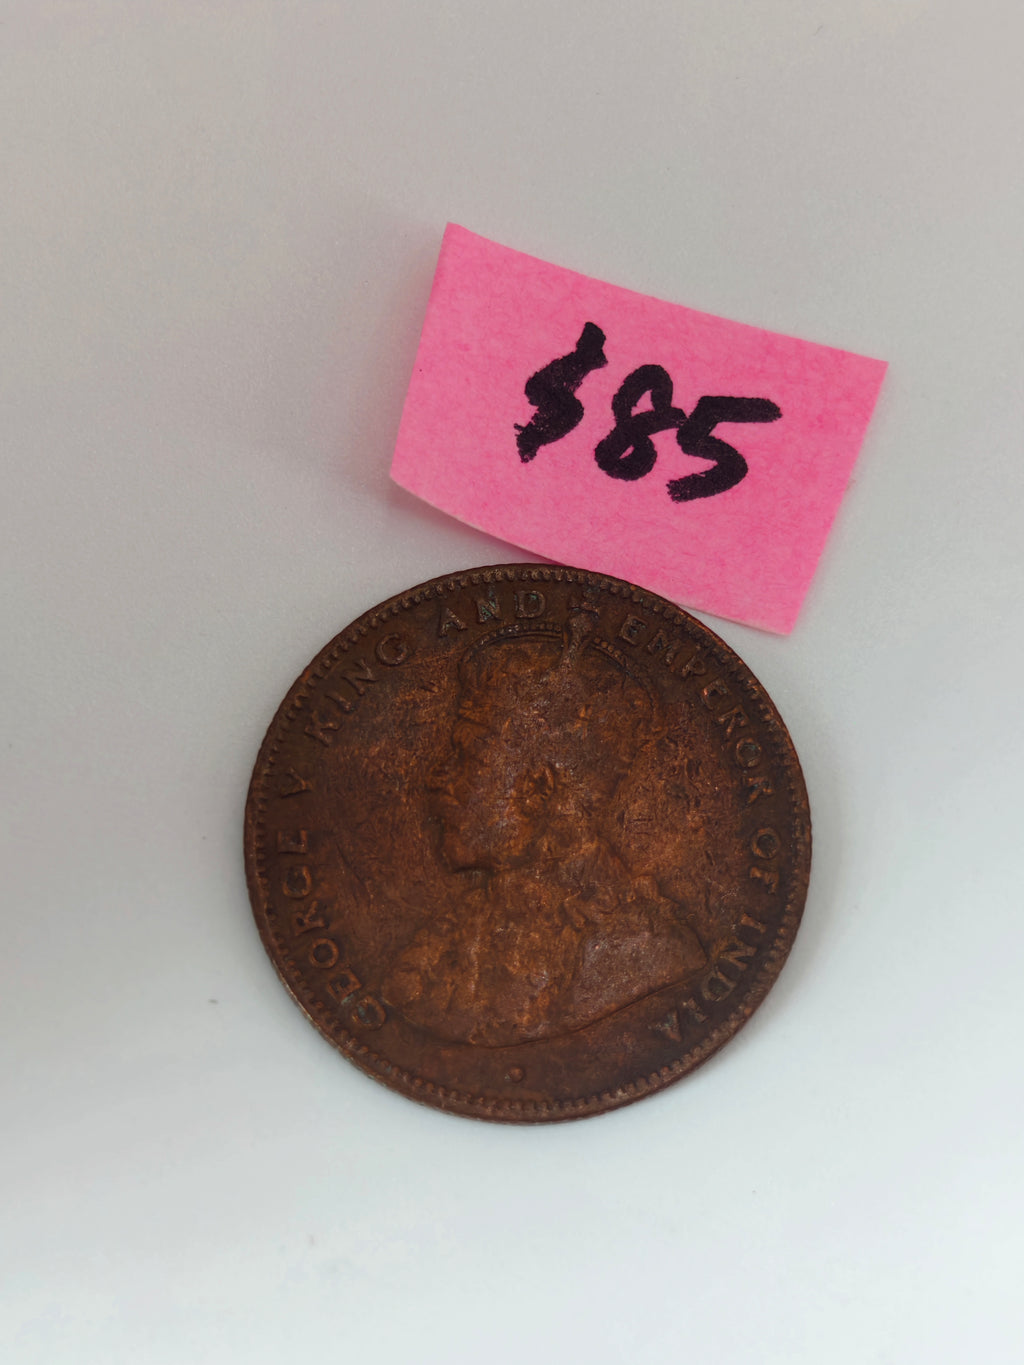 $85
GEORGE V KING AND EMPEROR OF INDIA